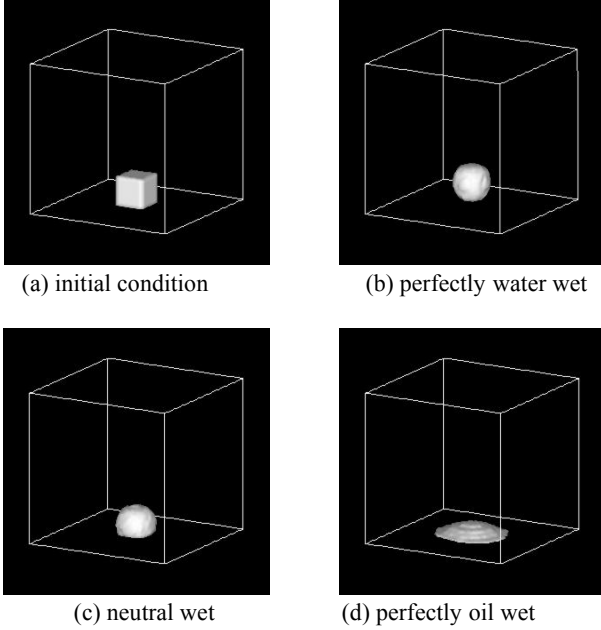 (a) initial condition
(b) perfectly water wet
(c) neutral wet
(d) perfectly oil wet